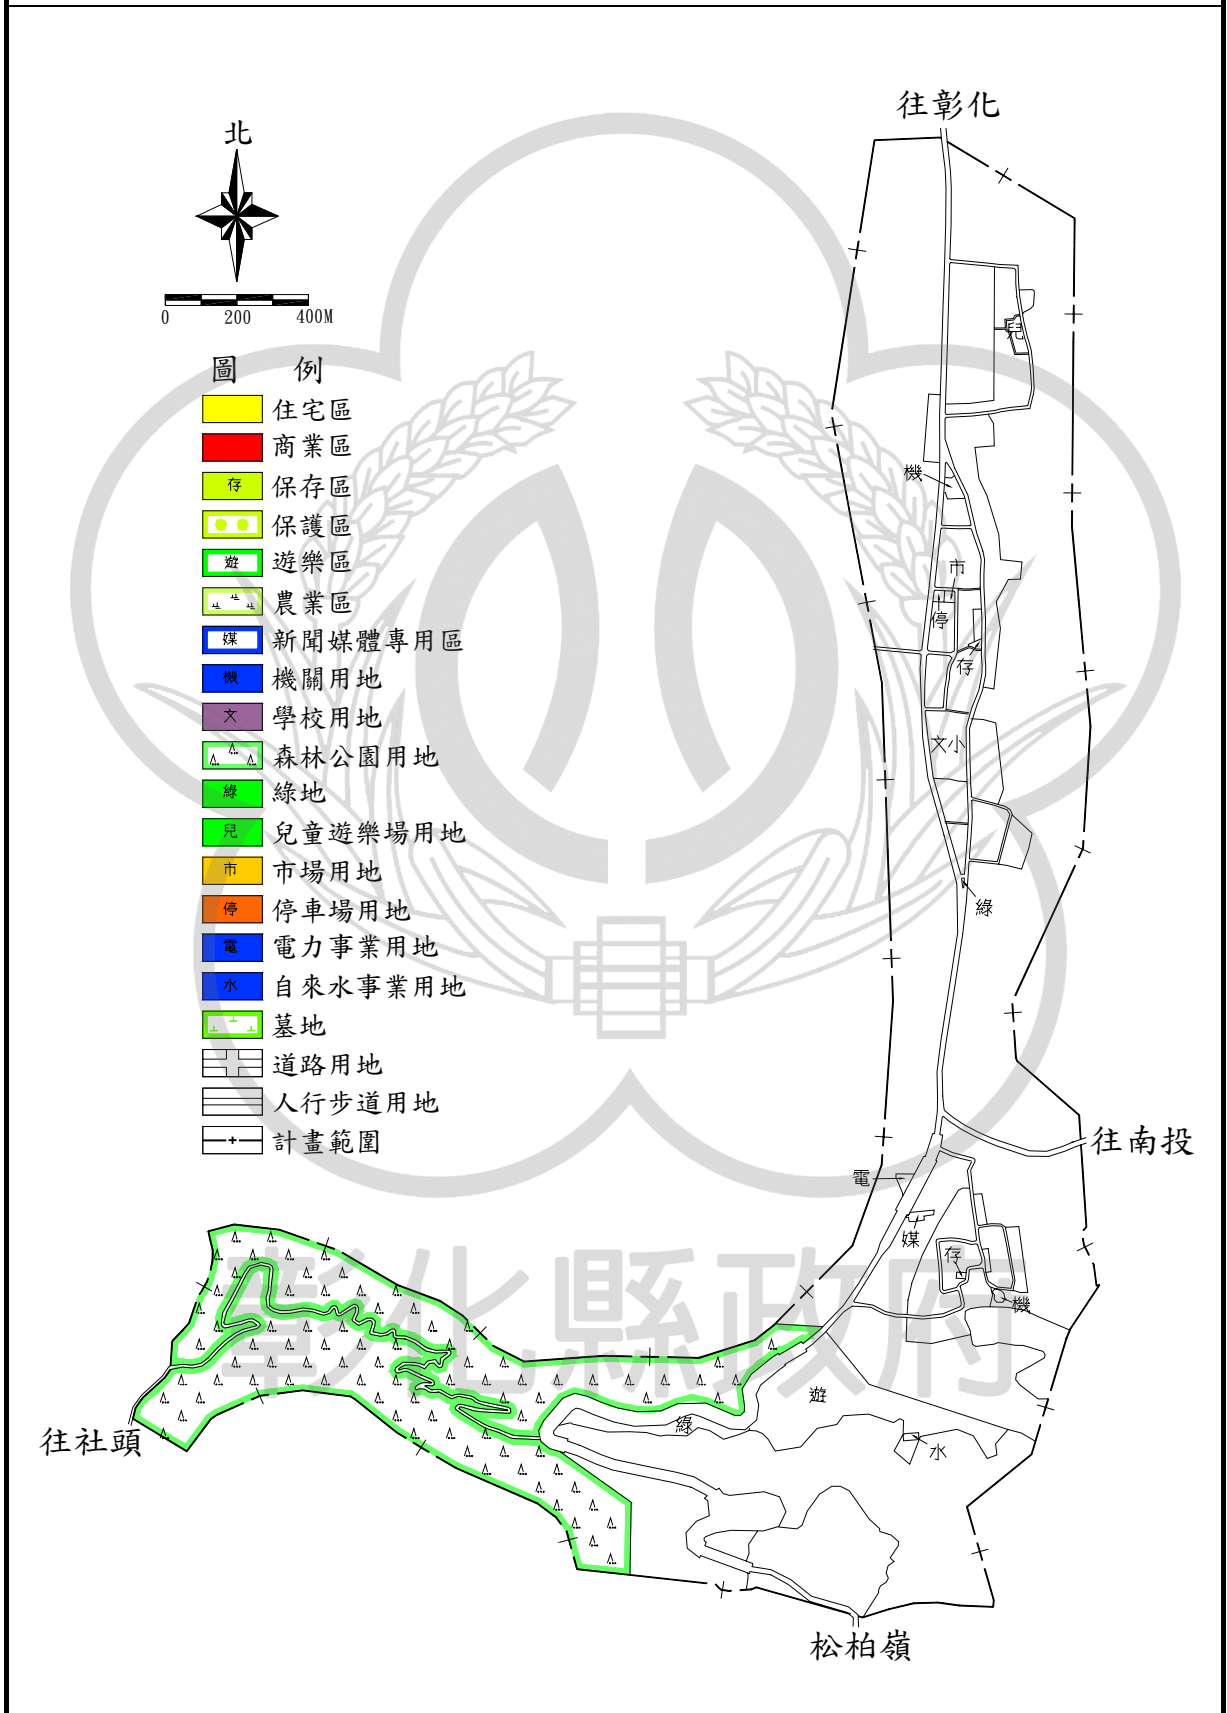 往彰化
北
0 200 400M
圖 例
住宅區
商業區
存 保存區
保護區
遊 遊樂區
農業區
媒 新聞媒體專用區
機 機關用地
文 學校用地
森林公園用地
綠 綠地
兒 兒童遊樂場用地
市 市場用地
停 停車場用地
電 電力事業用地
水 自來水事業用地
墓地
道路用地
人行步道用地
計畫範圍
兒
機
市
停
存
文小
綠
往南投
電
媒
存
機
遊
綠
水
往社頭
松柏嶺
彰化縣政府